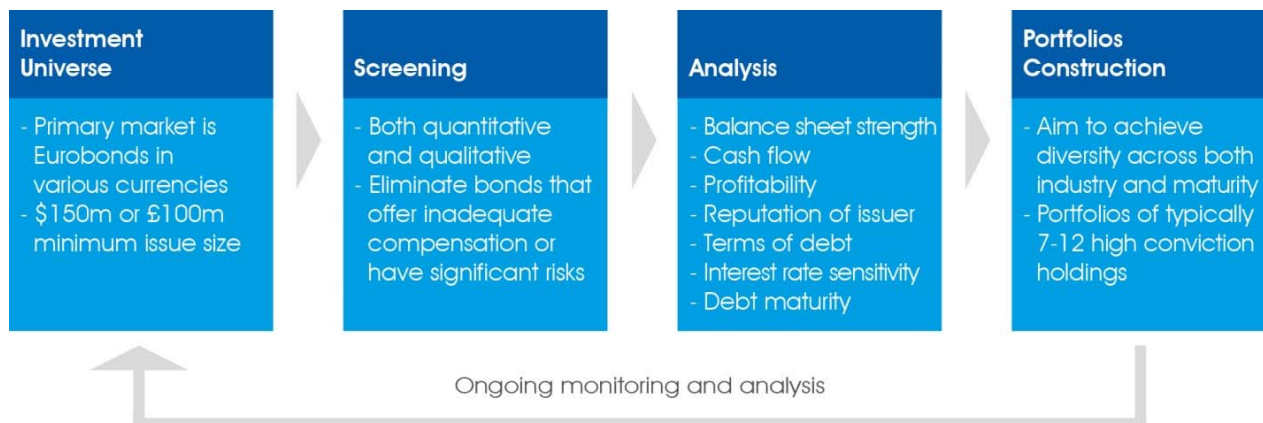 Investment
Universe
- Primary market is
Eurobonds in
various currencies
- $150m or £100m
minimum issue size
Screening
- Both quantitative
and qualitative
- Eliminate bonds that
offer inadequate
compensation or
have significant risks
Analysis
- Balance sheet strength
- Cash flow
- Profitability
- Reputation of issuer
- Terms of debt
- Interest rate sensitivity
- Debt maturity
Portfolios
Construction
- Aim to achieve
diversity across both
industry and maturity
- Portfolios of typically
7-12 high conviction
holdings
Ongoing monitoring and analysis